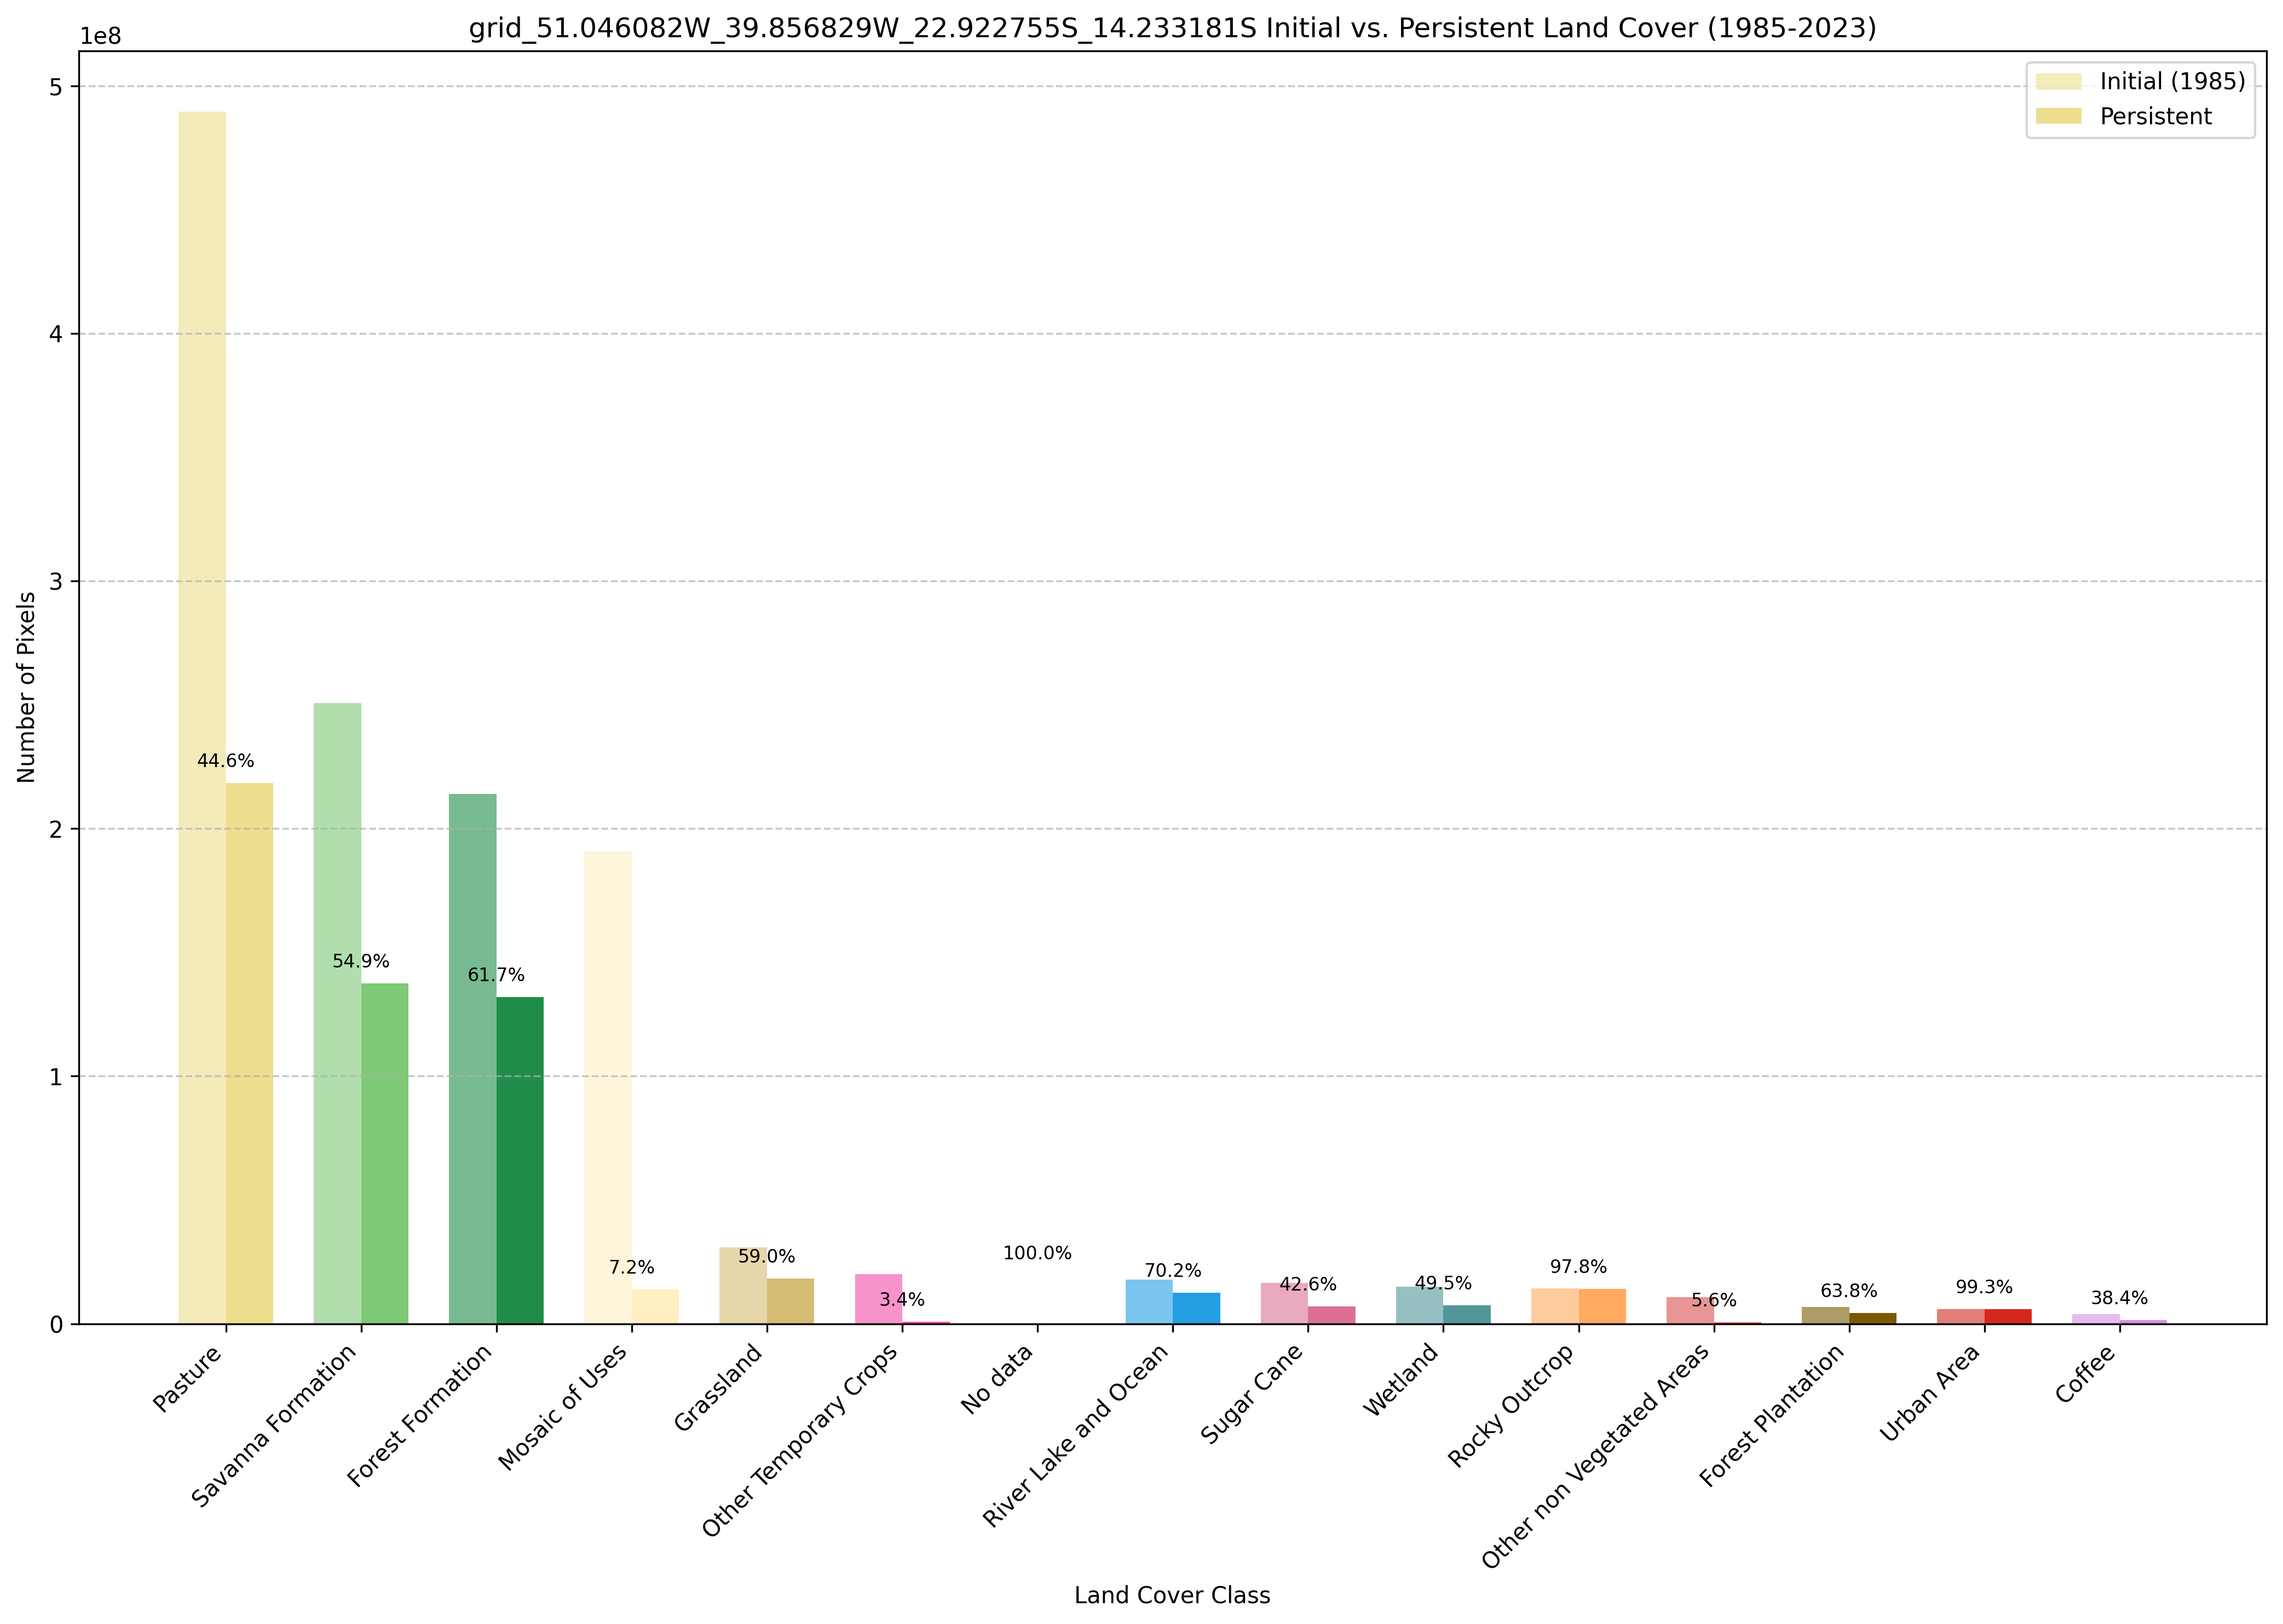 grid_51.046082W_39.856829W_22.922755S_14.233181S Initial vs. Persistent Land Cover (1985-2023)
1e8
Initial (1985)
Persistent
5
4
3
2
1
0
Number of Pixels
44.6%
54.9%
61.7%
7.2%
59.0%
3.4%
100.0%
70.2%
42.6%
49.5%
97.8%
5.6%
63.8%
99.3%
38.4%
Pasture
Savanna Formation
Forest Formation
Mosaic of Uses
Grassland
Other Temporary Crops
No data
River Lake and Ocean
Sugar Cane
Wetland
Rocky Outcrop
Other non Vegetated Areas
Forest Plantation
Urban Area
Coffee
Land Cover Class